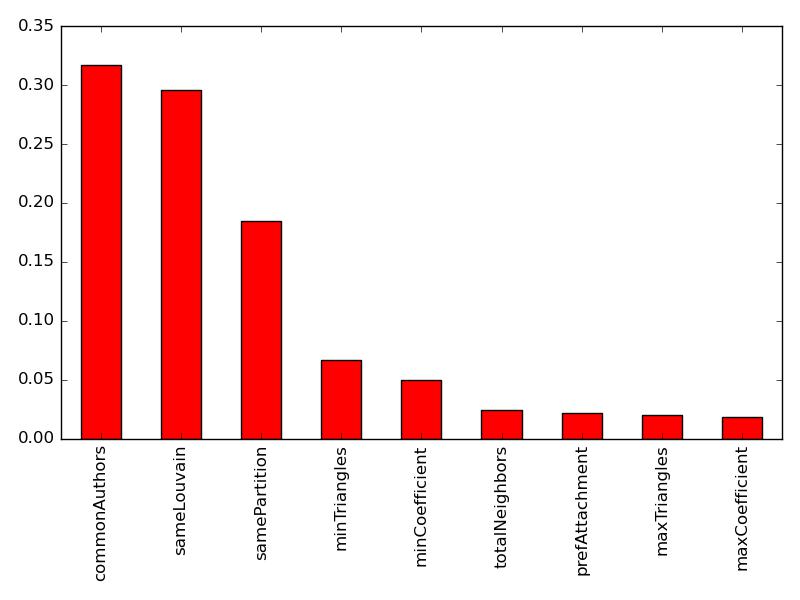 0.35
0.30
0.25
0.20
0.15
0.10
0.05
0.00
commonAuthors
sameLouvain
samePartition
minTriangles
minCoefficient
totalNeighbors
prefAttachment
maxTriangles
maxCoefficient